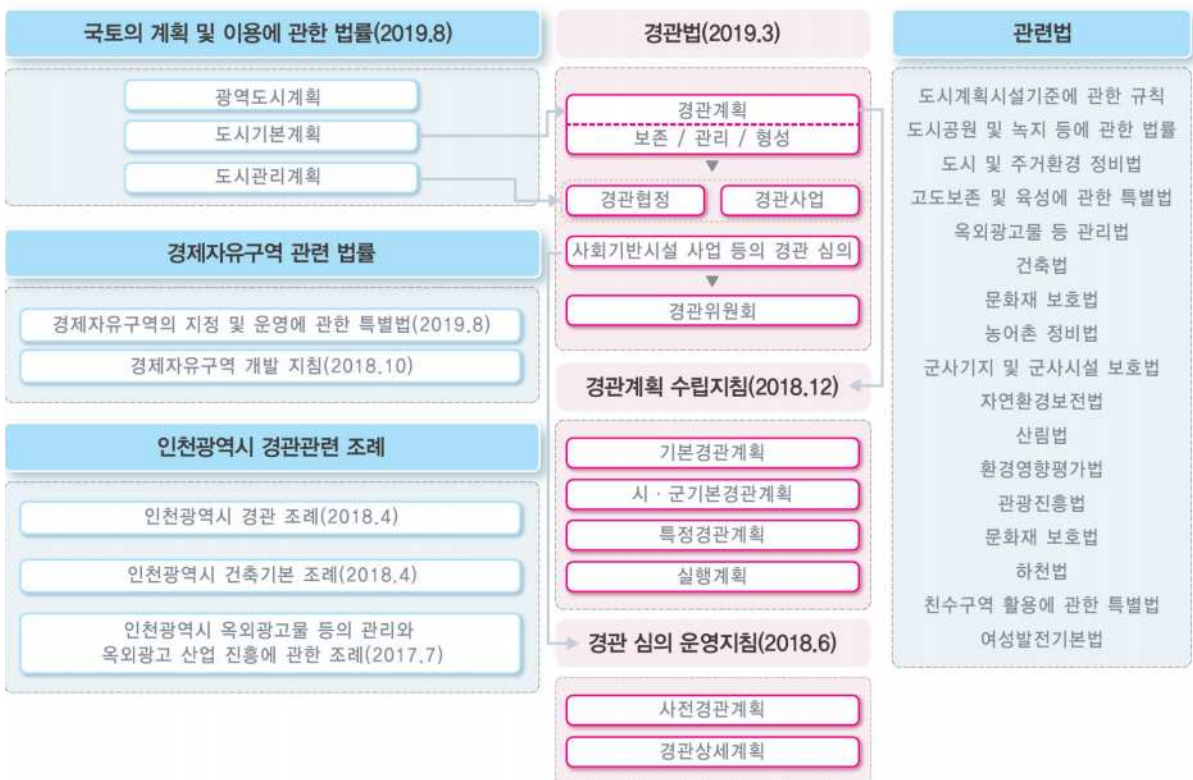 국토의 계획 및 이용에 관한 법률(2019.8)
광역도시계획
도시기본계획
도시관리계획
경제자유구역 관련 법률
경제자유구역의 지정 및 운영에 관한 특별법(2019.8)
경제자유구역 개발 지침(2018.10)
인천광역시 경관관련 조례
인천광역시 경관 조례(2018.4)
인천광역시 건축기본 조례(2018.4)
인천광역시 옥외광고물 등의 관리와
옥외광고 산업 진흥에 관한 조례(2017.7)
경관법(2019.3)
경관계획
보존 / 관리 / 형성
경관협정
경관사업
사회기반시설 사업 등의 경관 심의
경관위원회
경관계획 수립지침(2018.12)
기본경관계획
시 · 군기본경관계획
특정경관계획
실행계획
경관 심의 운영지침(2018.6)
사전경관계획
경관상세계획
관련법
도시계획시설기준에 관한 규칙
도시공원 및 녹지 등에 관한 법률
도시 및 주거환경 정비법
고도보존 및 육성에 관한 특별법
옥외광고물 등 관리법
건축법
문화재 보호법
농어촌 정비법
군사기지 및 군사시설 보호법
자연환경보전법
산림법
환경영향평가법
관광진흥법
문화재 보호법
하천법
친수구역 활용에 관한 특별법
여성발전기본법